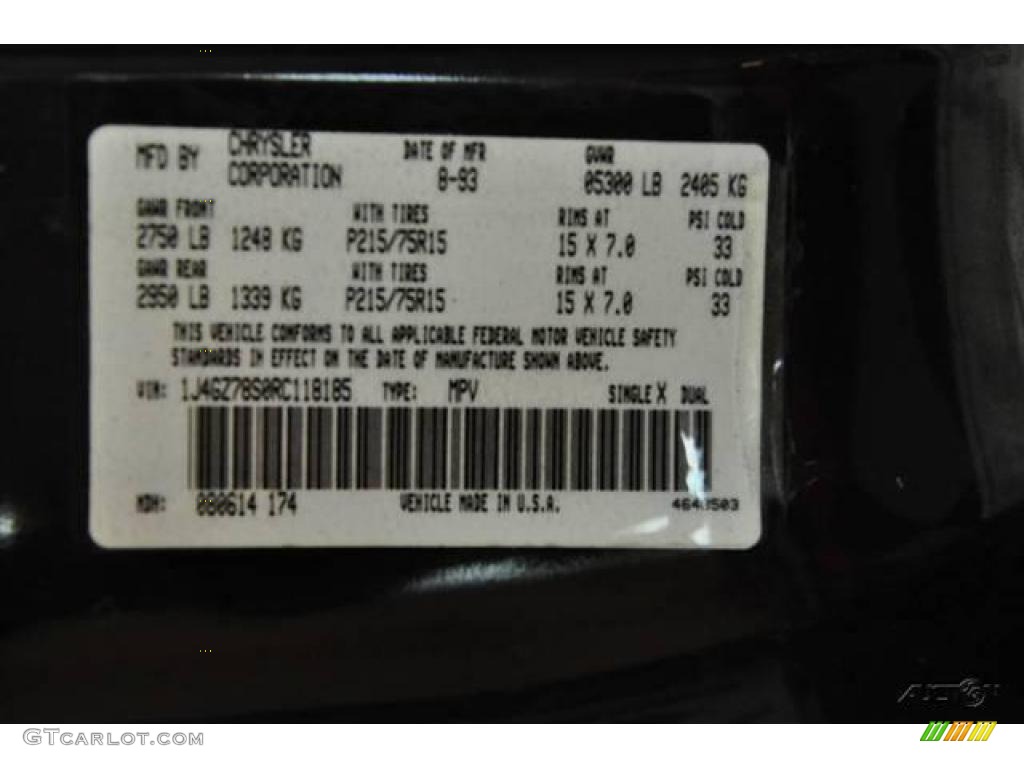 MFD BY CHRYSLER CORPORATION DATE OF MFR 8-93 GVWR 05300 LB 2405 KG
GAWR FRONT WITH TIRES RIMS AT PSI COLD
2750 LB 1248 KG P215/75R15 15 X 7.0 33
GAWR REAR WITH TIRES RIMS AT PSI COLD
2950 LB 1339 KG P215/75R15 15 X 7.0 33
THIS VEHICLE CONFORMS TO ALL APPLICABLE FEDERAL MOTOR VEHICLE SAFETY
STANDARDS IN EFFECT ON THE DATE OF MANUFACTURE SHOWN ABOVE.
VIN: 1J4GZ78S0RC118185 TYPE: MPV SINGLE X DUAL
MDH: 080614 174 VEHICLE MADE IN U.S.A.
GTCARLOT.COM